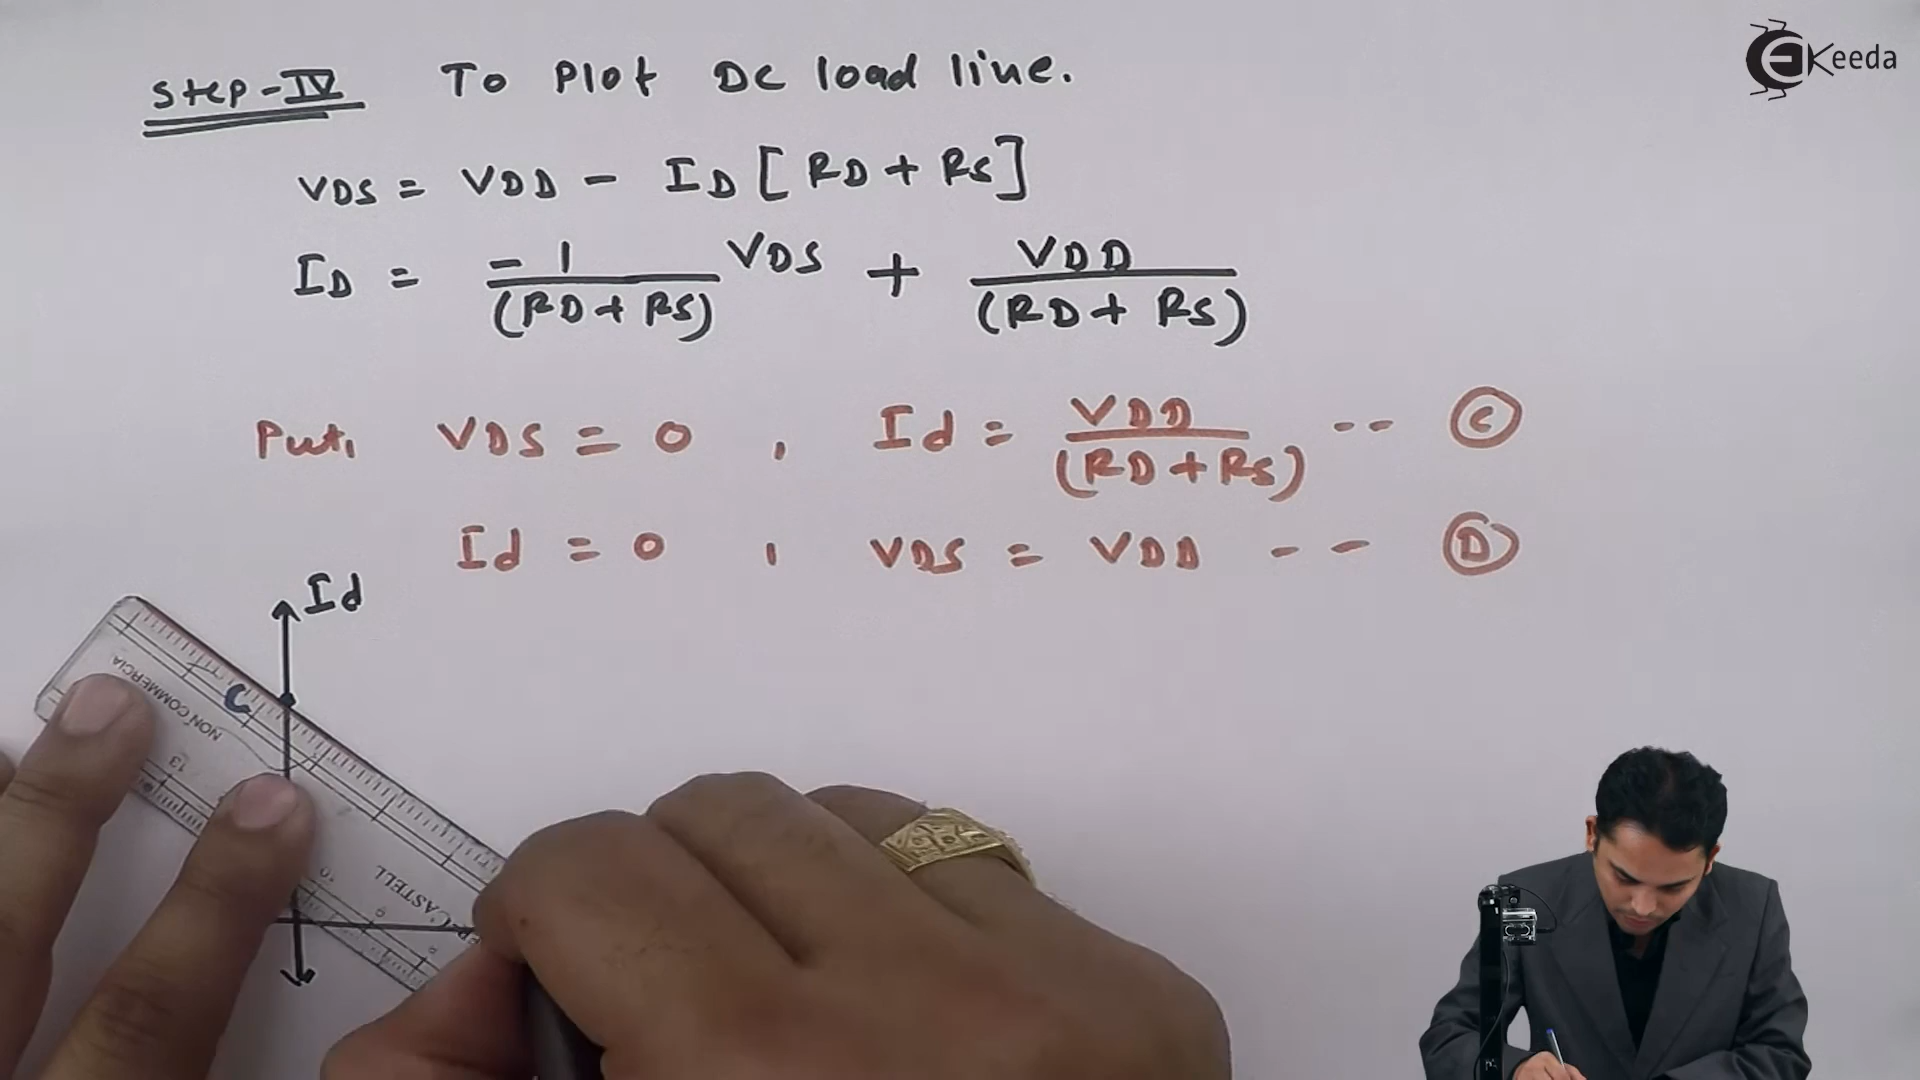 Keeda
Step-IV To Plot DC load line.
VDS = VDD - ID [RD + RS]
ID = -1/(RD + RS) VDS + VDD/(RD + RS)
Put, VDS = 0 , Id = VDD/(RD + RS) -- C
Id = 0 , VDS = VDD -- D
Id
C
NON COMMERCIA
13
CASTELL